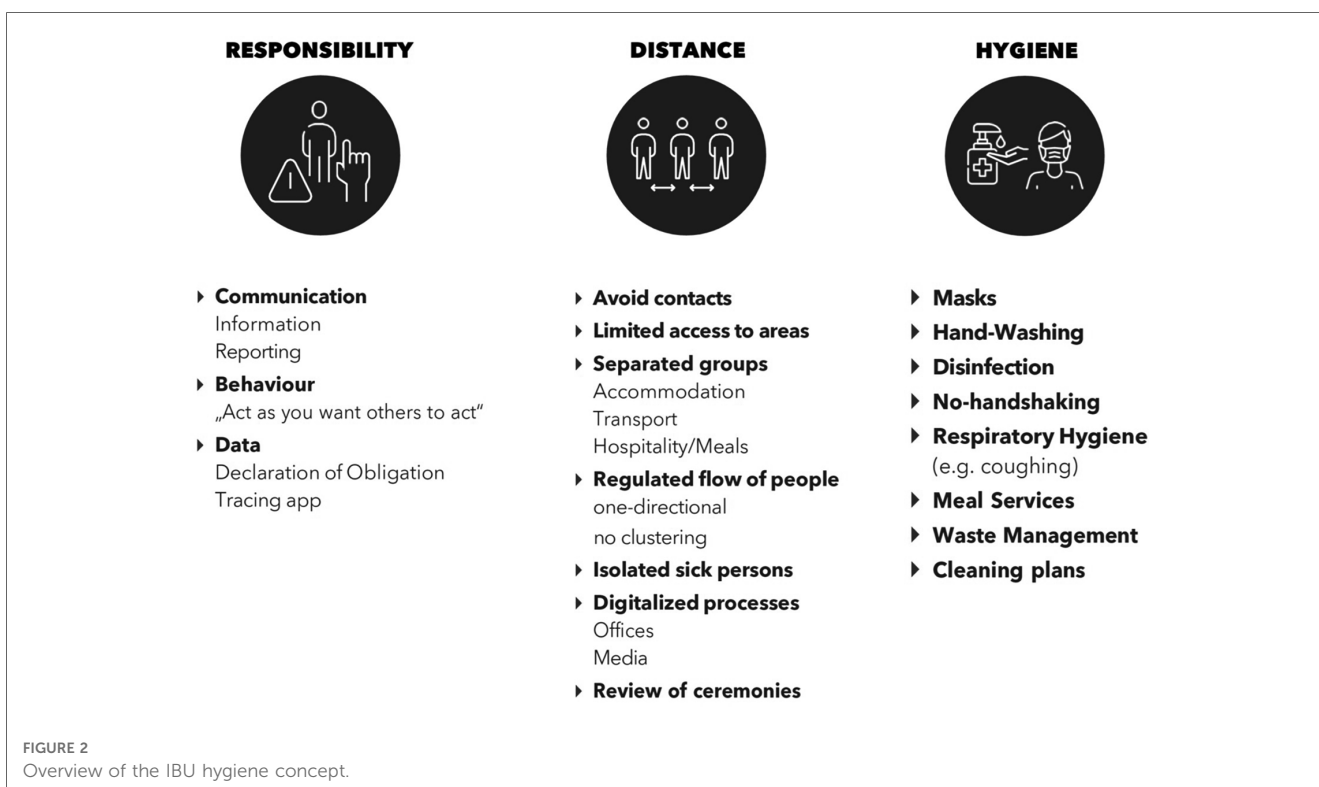 RESPONSIBILITY
Communication
Information
Reporting
Behaviour
„Act as you want others to act“
Data
Declaration of Obligation
Tracing app
DISTANCE
Avoid contacts
Limited access to areas
Separated groups
Accommodation
Transport
Hospitality/Meals
Regulated flow of people
one-directional
no clustering
Isolated sick persons
Digitalized processes
Offices
Media
Review of ceremonies
HYGIENE
Masks
Hand-Washing
Disinfection
No-handshaking
Respiratory Hygiene
(e.g. coughing)
Meal Services
Waste Management
Cleaning plans
FIGURE 2
Overview of the IBU hygiene concept.